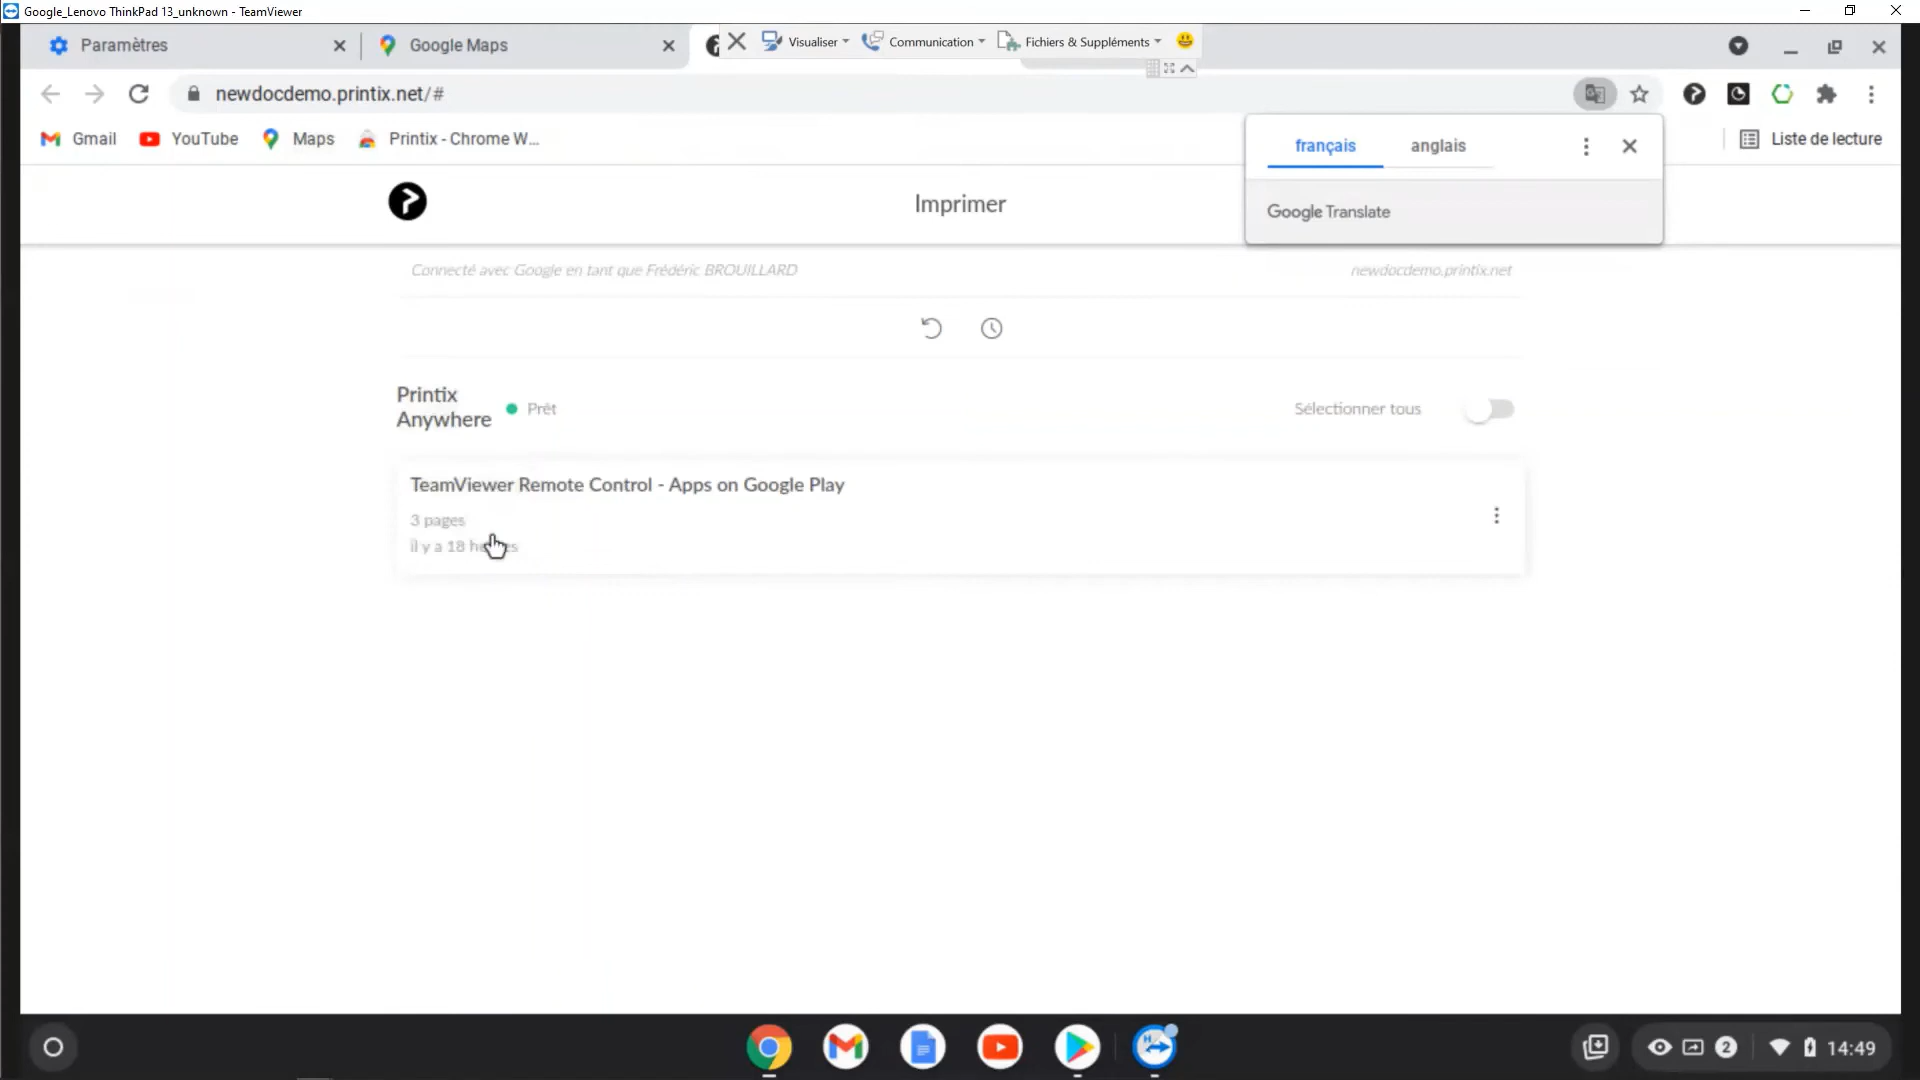 Google_Lenovo ThinkPad 13_unknown - TeamViewer
Paramètres
Google Maps
Visualiser
Communication
Fichiers & Suppléments
newdocdemo.printix.net/#
Gmail
YouTube
Maps
Printix - Chrome W...
français
anglais
Liste de lecture
Google Translate
Imprimer
Connecté avec Google en tant que Frédéric BROUILLARD
newdocdemo.printix.net
Printix
Anywhere
Prêt
Sélectionner tous
TeamViewer Remote Control - Apps on Google Play
3 pages
il y a 18
2
14:49